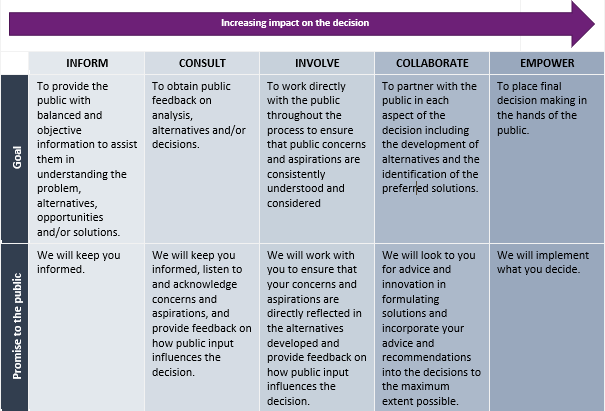 Increasing impact on the decision
INFORM
CONSULT
INVOLVE
COLLABORATE
EMPOWER
Goal
To provide the
public with
balanced and
objective
information to assist
them in
understanding the
problem,
alternatives,
opportunities
and/or solutions.
To obtain public
feedback on
analysis,
alternatives and/or
decisions.
To work directly
with the public
throughout the
process to ensure
that public concerns
and aspirations are
consistently
understood and
considered
To partner with the
public in each
aspect of the
decision including
the development of
alternatives and the
identification of the
preferred solutions.
To place final
decision making in
the hands of the
public.
Promise to the public
We will keep you
informed.
We will keep you
informed, listen to
and acknowledge
concerns and
aspirations, and
provide feedback on
how public input
influences the
decision.
We will work with
you to ensure that
your concerns and
aspirations are
directly reflected in
the alternatives
developed and
provide feedback on
how public input
influences the
decision.
We will look to you
for advice and
innovation in
formulating
solutions and
incorporate your
advice and
recommendations
into the decisions to
the maximum
extent possible.
We will implement
what you decide.